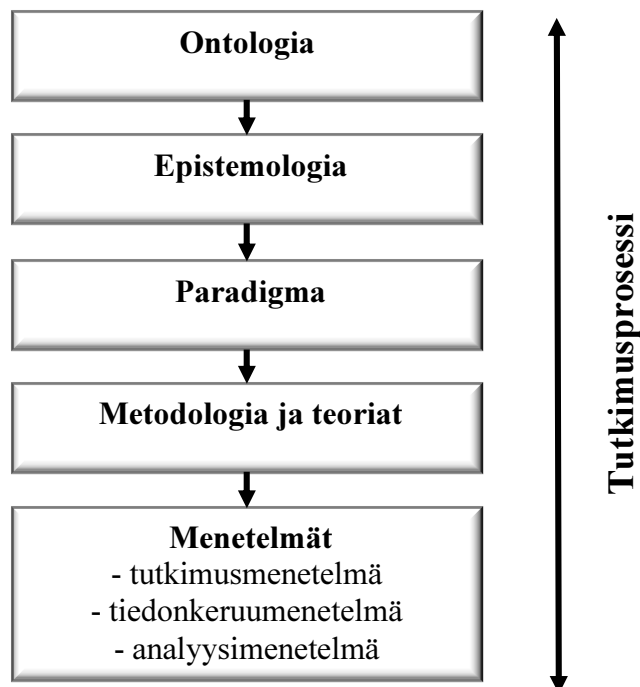 Ontologia
Epistemologia
Paradigma
Metodologia ja teoriat
Menetelmät
- tutkimusmenetelmä
- tiedonkeruumenetelmä
- analyysimenetelmä
Tutkimusprosessi